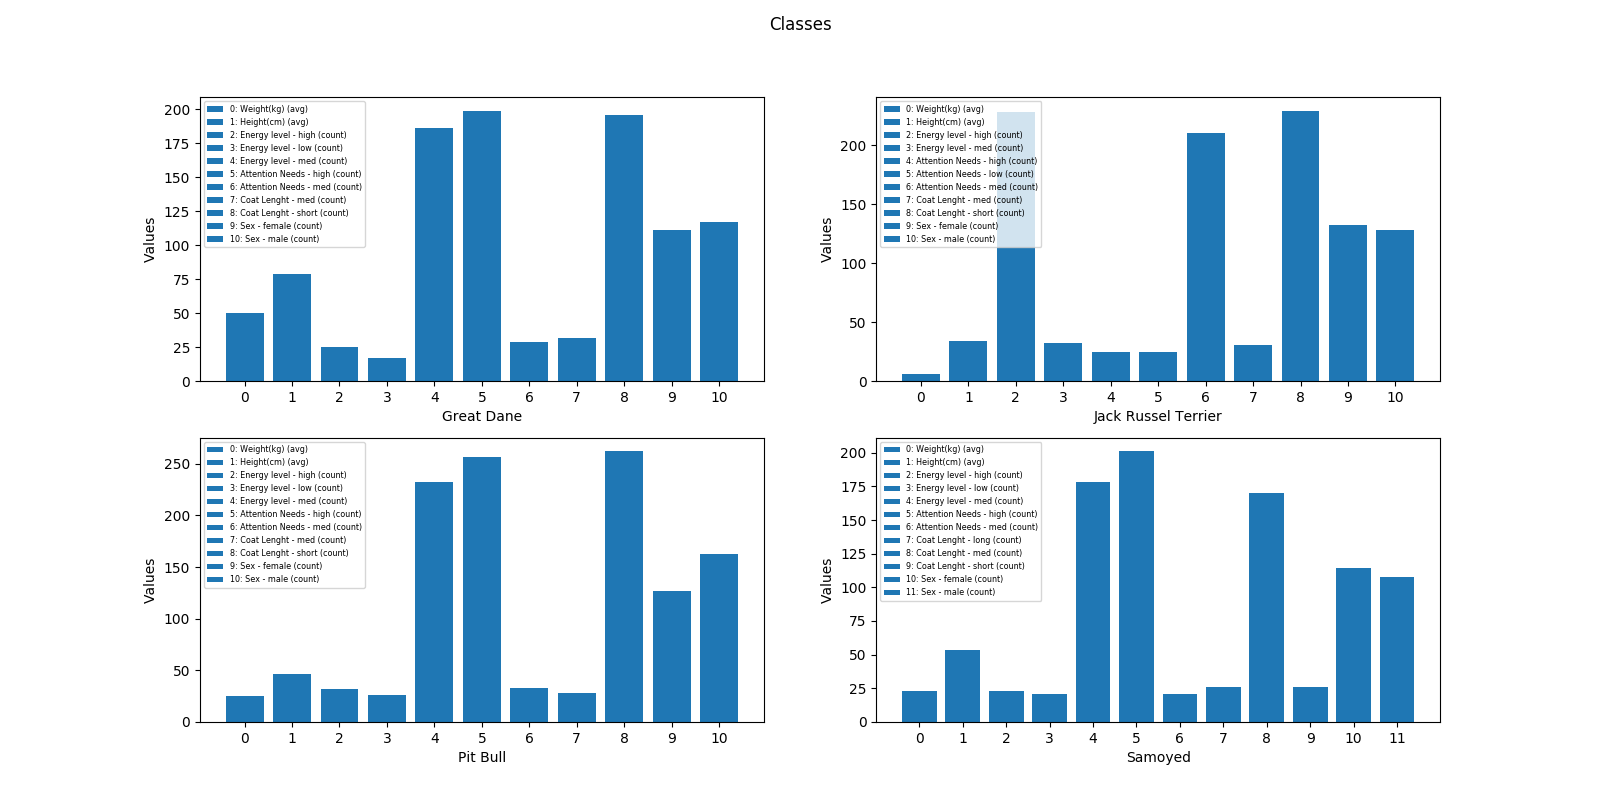 Classes
200
175
150
125
100
75
50
25
0
Values
0: Weight(kg) (avg)
1: Height(cm) (avg)
2: Energy level - high (count)
3: Energy level - low (count)
4: Energy level - med (count)
5: Attention Needs - high (count)
6: Attention Needs - med (count)
7: Coat Lenght - med (count)
8: Coat Lenght - short (count)
9: Sex - female (count)
10: Sex - male (count)
0 1 2 3 4 5 6 7 8 9 10
Great Dane
200
150
100
50
0
Values
0: Weight(kg) (avg)
1: Height(cm) (avg)
2: Energy level - high (count)
3: Energy level - med (count)
4: Attention Needs - high (count)
5: Attention Needs - low (count)
6: Attention Needs - med (count)
7: Coat Lenght - med (count)
8: Coat Lenght - short (count)
9: Sex - female (count)
10: Sex - male (count)
0 1 2 3 4 5 6 7 8 9 10
Jack Russel Terrier
250
200
150
100
50
0
Values
0: Weight(kg) (avg)
1: Height(cm) (avg)
2: Energy level - high (count)
3: Energy level - low (count)
4: Energy level - med (count)
5: Attention Needs - high (count)
6: Attention Needs - med (count)
7: Coat Lenght - med (count)
8: Coat Lenght - short (count)
9: Sex - female (count)
10: Sex - male (count)
0 1 2 3 4 5 6 7 8 9 10
Pit Bull
200
175
150
125
100
75
50
25
0
Values
0: Weight(kg) (avg)
1: Height(cm) (avg)
2: Energy level - high (count)
3: Energy level - low (count)
4: Energy level - med (count)
5: Attention Needs - high (count)
6: Attention Needs - med (count)
7: Coat Lenght - long (count)
8: Coat Lenght - med (count)
9: Coat Lenght - short (count)
10: Sex - female (count)
11: Sex - male (count)
0 1 2 3 4 5 6 7 8 9 10 11
Samoyed